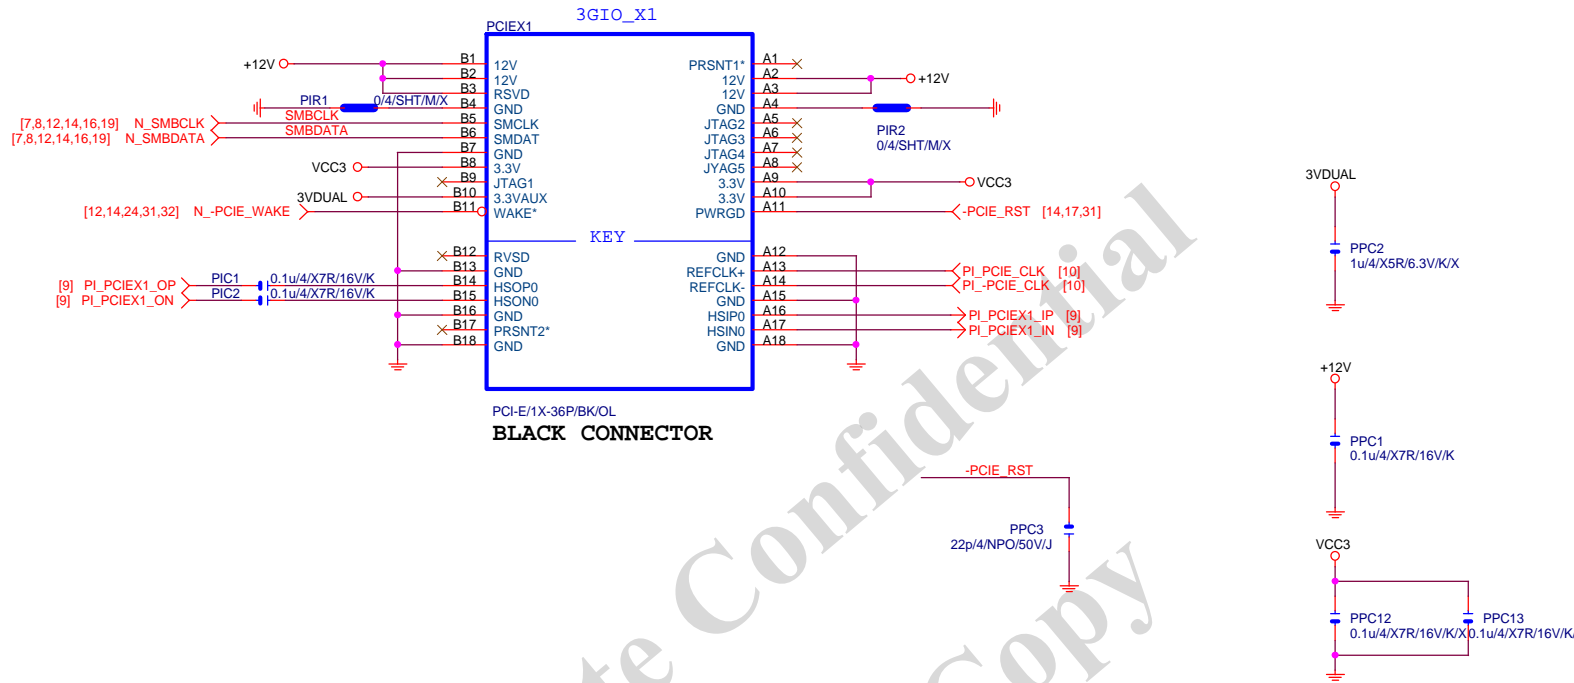 3GIO_X1
PCIEX1
+12V B1 12V PRSNT1* A1
B2 12V 12V A2 +12V
B3 RSVD 12V A3
PIR1 0/4/SHT/M/X B4 GND GND A4
[7,8,12,14,16,19] N_SMBCLK SMBCLK B5 SMCLK JTAG2 A5
[7,8,12,14,16,19] N_SMBDATA SMBDATA B6 SMDAT JTAG3 A6 PIR2
B7 GND JTAG4 A7 0/4/SHT/M/X
VCC3 B8 3.3V JYAG5 A8
B9 JTAG1 3.3V A9 VCC3
3VDUAL B10 3.3VAUX 3.3V A10
[12,14,24,31,32] N_-PCIE_WAKE B11 WAKE* PWRGD A11 -PCIE_RST [14,17,31]
KEY
B12 RVSD GND A12
B13 GND REFCLK+ A13 PI_PCIE_CLK [10]
[9] PI_PCIEX1_OP PIC1 0.1u/4/X7R/16V/K B14 HSOP0 REFCLK- A14 PI_-PCIE_CLK [10]
[9] PI_PCIEX1_ON PIC2 0.1u/4/X7R/16V/K B15 HSON0 GND A15
B16 GND HSIP0 A16 PI_PCIEX1_IP [9]
B17 PRSNT2* HSIN0 A17 PI_PCIEX1_IN [9]
B18 GND GND A18
PCI-E/1X-36P/BK/OL
BLACK CONNECTOR
3VDUAL
PPC2
1u/4/X5R/6.3V/K/X
+12V
PPC1
0.1u/4/X7R/16V/K
-PCIE_RST
PPC3
22p/4/NPO/50V/J
VCC3
PPC12 PPC13
0.1u/4/X7R/16V/K/X 0.1u/4/X7R/16V/K/
Confidential
Copy